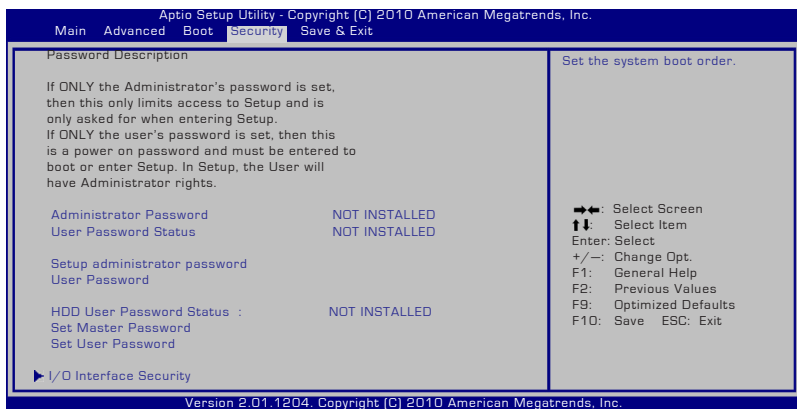 Aptio Setup Utility - Copyright (C) 2010 American Megatrends, Inc.
Main Advanced Boot Security Save & Exit
Password Description
If ONLY the Administrator's password is set,
then this only limits access to Setup and is
only asked for when entering Setup.
If ONLY the user's password is set, then this
is a power on password and must be entered to
boot or enter Setup. In Setup, the User will
have Administrator rights.
Administrator Password NOT INSTALLED
User Password Status NOT INSTALLED
Setup administrator password
User Password
HDD User Password Status : NOT INSTALLED
Set Master Password
Set User Password
I/O Interface Security
Set the system boot order.
→←: Select Screen
↑↓: Select Item
Enter: Select
+/—: Change Opt.
F1: General Help
F2: Previous Values
F9: Optimized Defaults
F10: Save ESC: Exit
Version 2.01.1204. Copyright (C) 2010 American Megatrends, Inc.